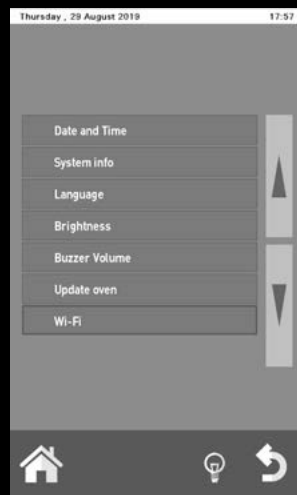 Thursday , 29 August 2019 17:57
Date and Time
System info
Language
Brightness
Buzzer Volume
Update oven
Wi-Fi